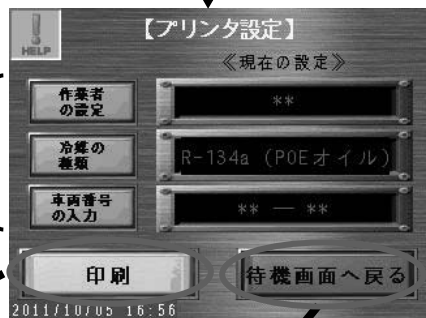 HELP
【プリンタ設定】
≪現在の設定≫
作業者
の設定
**
冷媒の
種類
R-134a (POEオイル)
車両番号
の入力
** ― **
印刷
待機画面へ戻る
2011/10/05 16:56